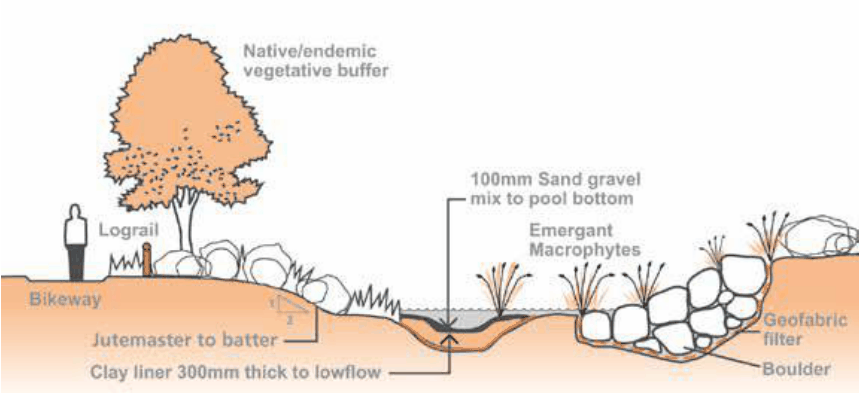 Native/endemic
vegetative buffer
100mm Sand gravel
mix to pool bottom
Lograil
Emergant
Macrophytes
Bikeway
1
2
Jutemaster to batter
Geofabric
filter
Clay liner 300mm thick to lowflow
Boulder